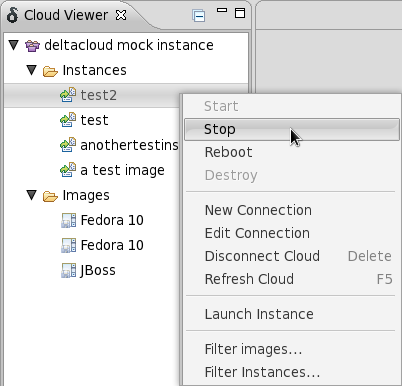 Cloud Viewer
deltacloud mock instance
Instances
test2
test
anothertestins
a test image
Images
Fedora 10
Fedora 10
JBoss
Start
Stop
Reboot
Destroy
New Connection
Edit Connection
Disconnect Cloud Delete
Refresh Cloud F5
Launch Instance
Filter images...
Filter Instances...